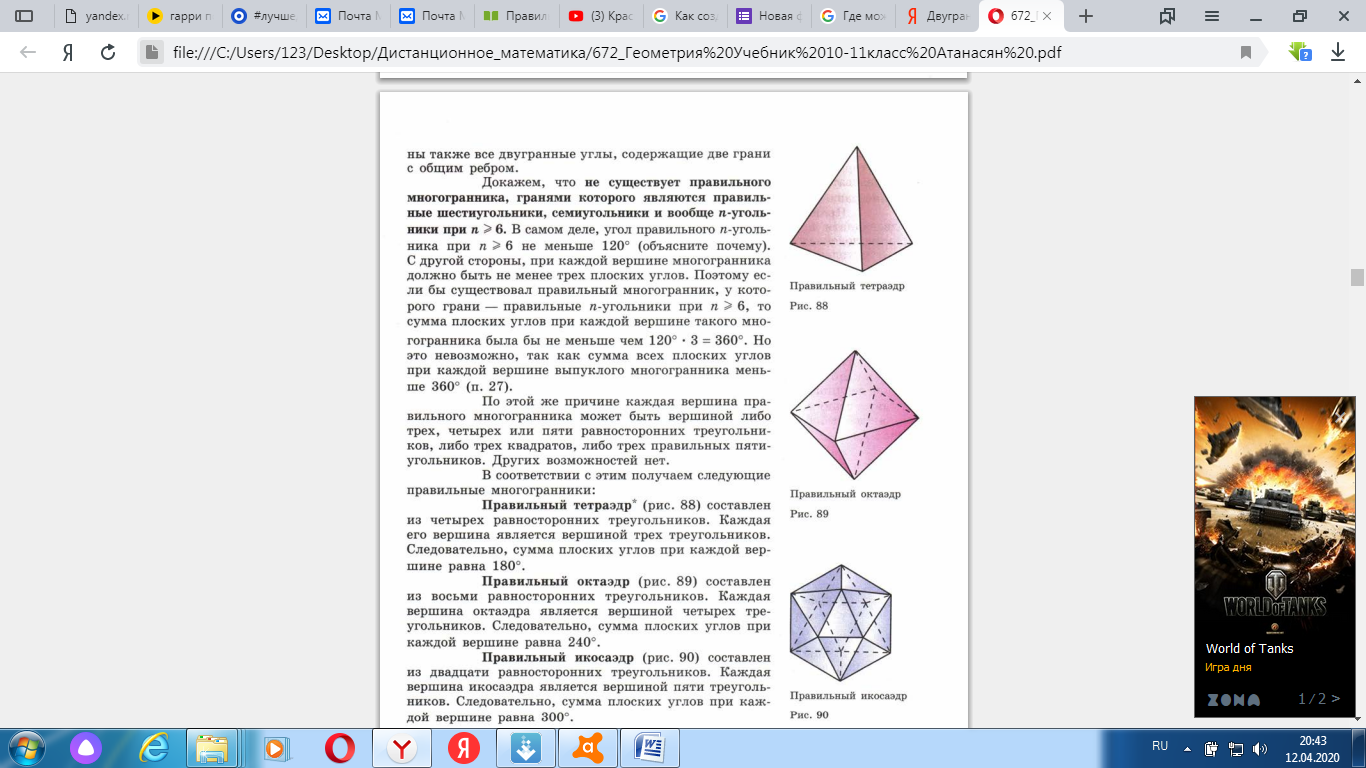 yandex.
гарри п
#лучше.
Почта М
Почта М
Правил
(3) Крас
Как соз
Новая ф
Где мож
Двугран
672_Г
file:///C:/Users/123/Desktop/Дистанционное_математика/672_Геометрия%20Учебник%2010-11класс%20Атанасян%20.pdf
ны также все двугранные углы, содержащие две грани
с общим ребром.
Докажем, что не существует правильного
многогранника, гранями которого являются правиль-
ные шестиугольники, семиугольники и вообще n-уголь-
ники при n ⩾ 6. В самом деле, угол правильного n-уголь-
ника при n ⩾ 6 не меньше 120° (объясните почему).
С другой стороны, при каждой вершине многогранника
должно быть не менее трех плоских углов. Поэтому ес-
ли бы существовал правильный многогранник, у кото-
рого грани — правильные n-угольники при n ⩾ 6, то
сумма плоских углов при каждой вершине такого мно-
гогранника была бы не меньше чем 120° · 3 = 360°. Но
это невозможно, так как сумма всех плоских углов
при каждой вершине выпуклого многогранника мень-
ше 360° (п. 27).
По этой же причине каждая вершина пра-
вильного многогранника может быть вершиной либо
трех, четырех или пяти равносторонних треугольни-
ков, либо трех квадратов, либо трех правильных пяти-
угольников. Других возможностей нет.
В соответствии с этим получаем следующие
правильные многогранники:
Правильный тетраэдр* (рис. 88) составлен
из четырех равносторонних треугольников. Каждая
его вершина является вершиной трех треугольников.
Следовательно, сумма плоских углов при каждой вер-
шине равна 180°.
Правильный октаэдр (рис. 89) составлен
из восьми равносторонних треугольников. Каждая
вершина октаэдра является вершиной четырех тре-
угольников. Следовательно, сумма плоских углов при
каждой вершине равна 240°.
Правильный икосаэдр (рис. 90) составлен
из двадцати равносторонних треугольников. Каждая
вершина икосаэдра является вершиной пяти треуголь-
ников. Следовательно, сумма плоских углов при каж-
дой вершине равна 300°.
Правильный тетраэдр
Рис. 88
Правильный октаэдр
Рис. 89
Правильный икосаэдр
Рис. 90
WORLD OF TANKS
World of Tanks
Игра дня
ZONA
1 / 2 >
RU
20:43
12.04.2020